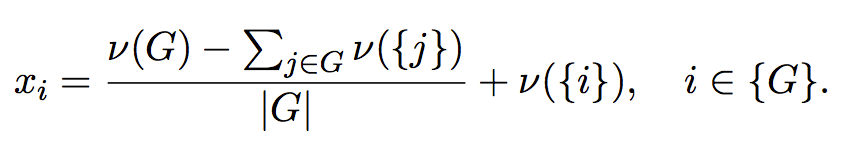 x_i = \frac{\nu(G) - \sum_{j \in G} \nu(\{j\})}{|G|} + \nu(\{i\}), \quad i \in \{G\}.